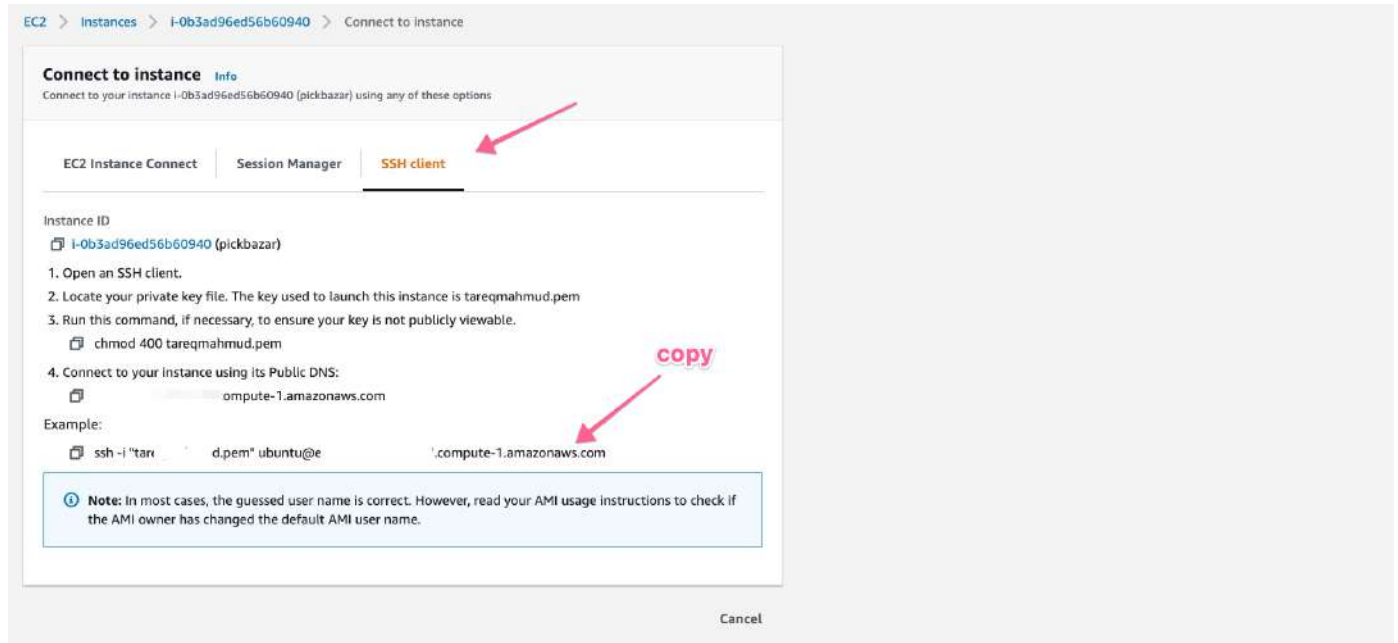 EC2 > Instances > i-0b3ad96ed56b60940 > Connect to instance
Connect to instance Info
Connect to your instance i-0b3ad96ed56b60940 (pickbazar) using any of these options
EC2 Instance Connect Session Manager SSH client
Instance ID
i-0b3ad96ed56b60940 (pickbazar)
1. Open an SSH client.
2. Locate your private key file. The key used to launch this instance is tareqmahmud.pem
3. Run this command, if necessary, to ensure your key is not publicly viewable.
chmod 400 tareqmahmud.pem
copy
4. Connect to your instance using its Public DNS:
ompute-1.amazonaws.com
Example:
ssh -i "tare d.pem" ubuntu@e .compute-1.amazonaws.com
Note: In most cases, the guessed user name is correct. However, read your AMI usage instructions to check if
the AMI owner has changed the default AMI user name.
Cancel